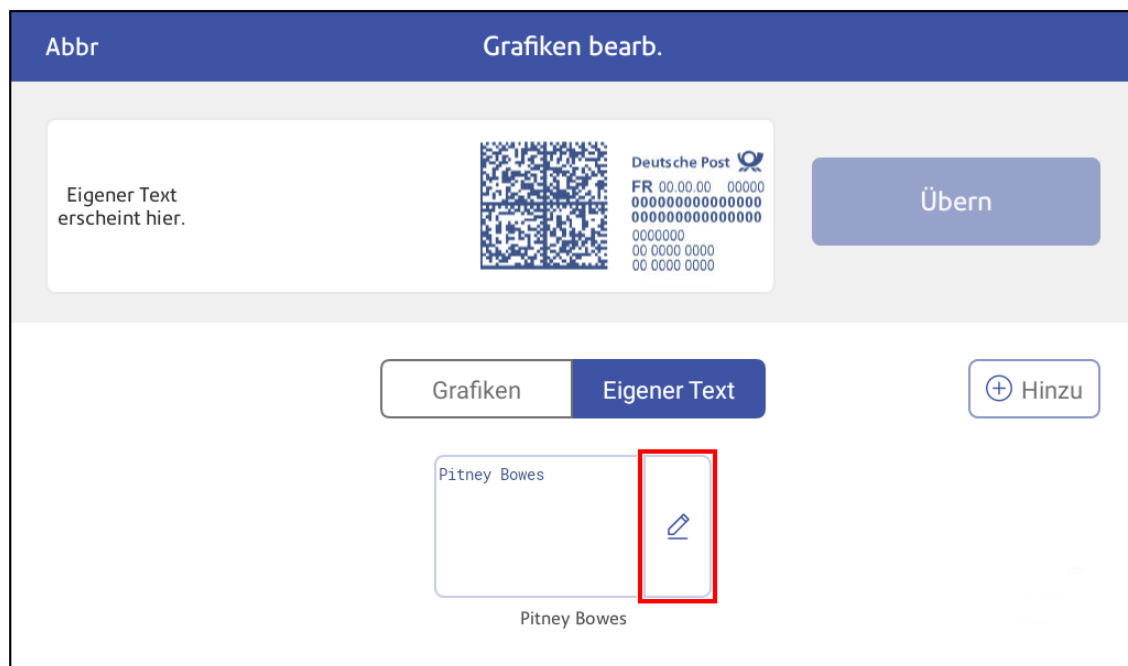 Abbr
Grafiken bearb.
Eigener Text
erscheint hier.
Deutsche Post
FR 00.00.00 00000
000000000000000
000000000000000
0000000
00 0000 0000
00 0000 0000
Übern
Grafiken
Eigener Text
Hinzu
Pitney Bowes
Pitney Bowes